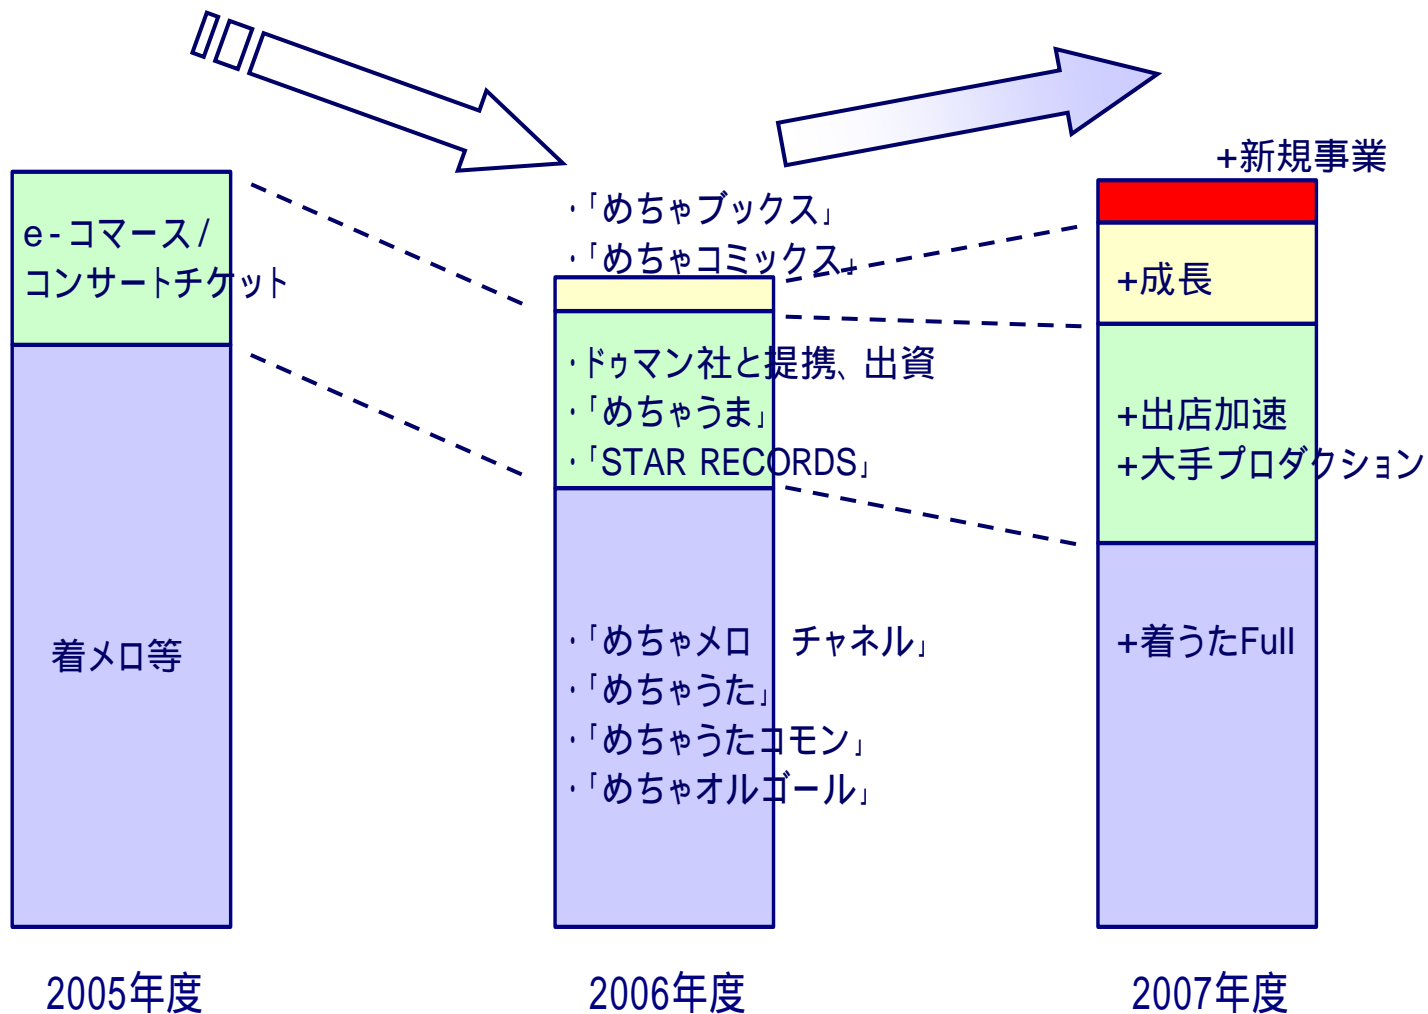 e-コマース/
コンサートチケット
着メロ等
2005年度
・「めちゃブックス」
・「めちゃコミックス」
・ドゥマン社と提携、出資
・「めちゃうま」
・「STAR RECORDS」
・「めちゃメロ　チャネル」
・「めちゃうた」
・「めちゃうたコモン」
・「めちゃオルゴール」
2006年度
+新規事業
+成長
+出店加速
+大手プロダクション
+着うたFull
2007年度